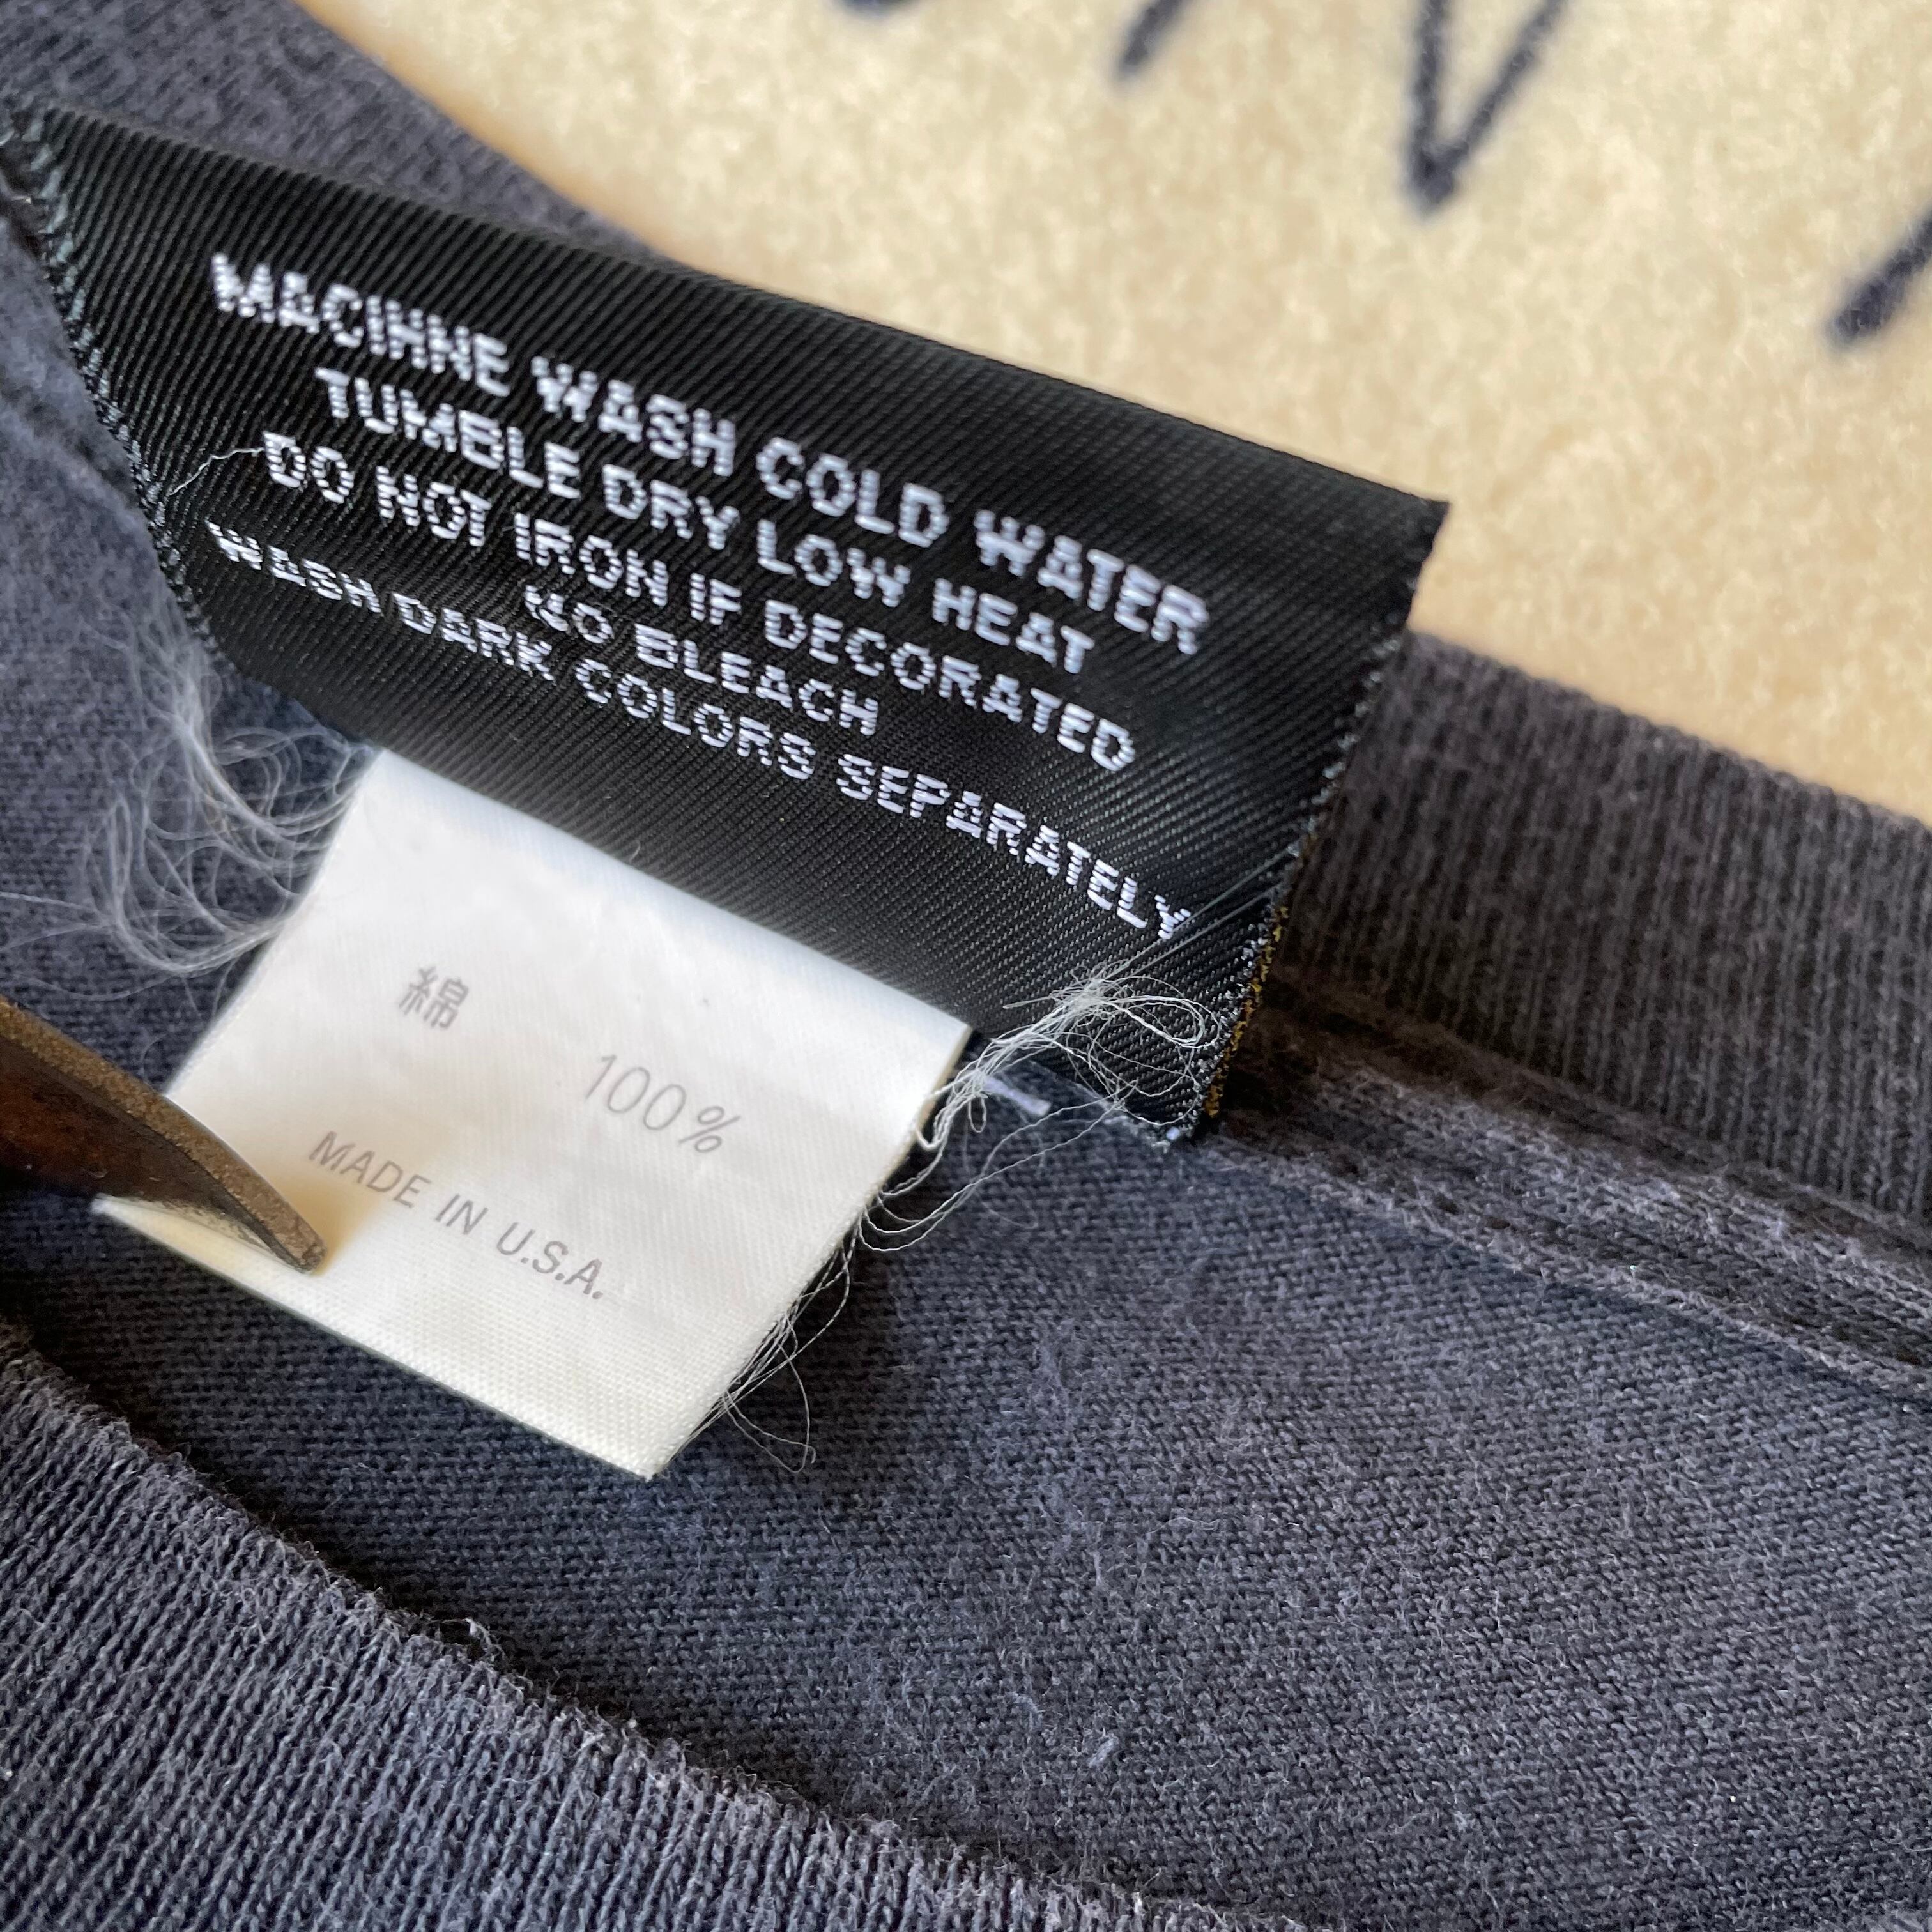 MACIHNE WASH COLD WATER
TUMBLE DRY LOW HEAT
DO NOT IRON IF DECORATED
NO BLEACH
WASH DARK COLORS SEPARATELY
綿 100%
MADE IN U.S.A.